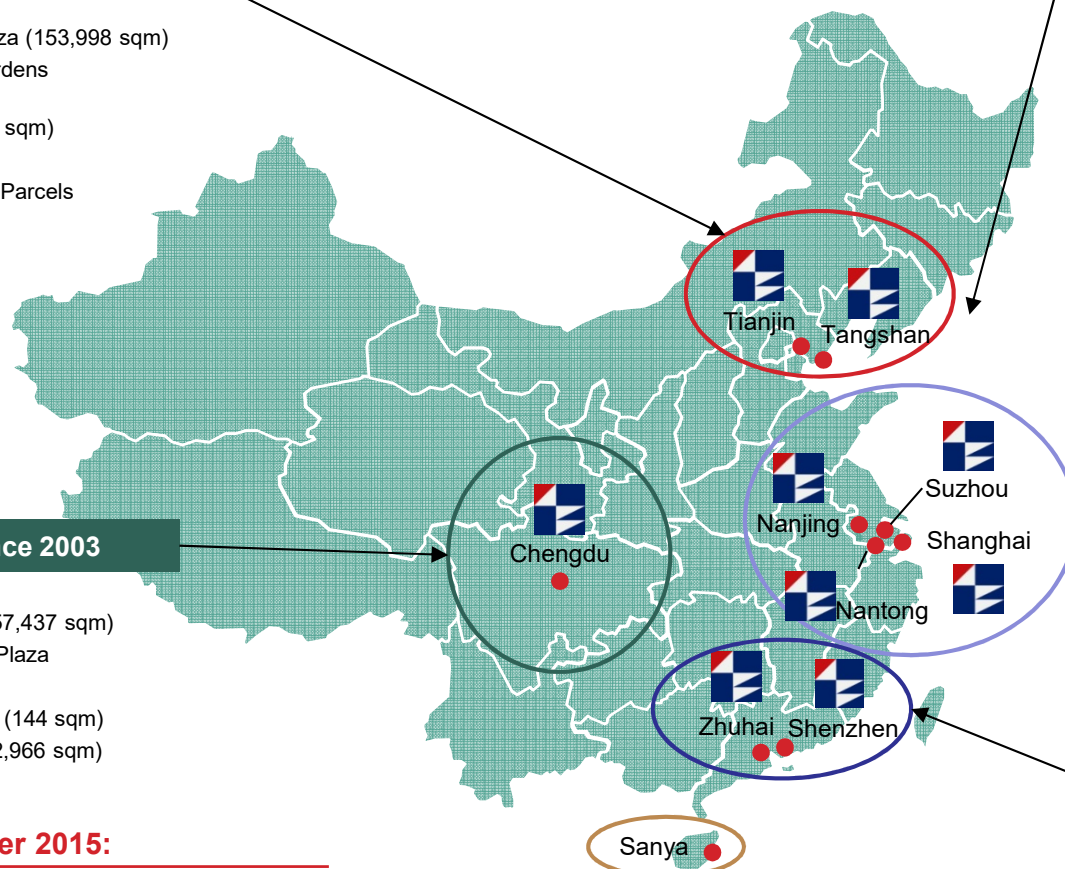 za (153,998 sqm)
rdens
sqm)
Parcels
Tianjin
Tangshan
Suzhou
Nanjing
Shanghai
nce 2003
Chengdu
Nantong
57,437 sqm)
Plaza
(144 sqm)
2,966 sqm)
Zhuhai
Shenzhen
er 2015:
Sanya